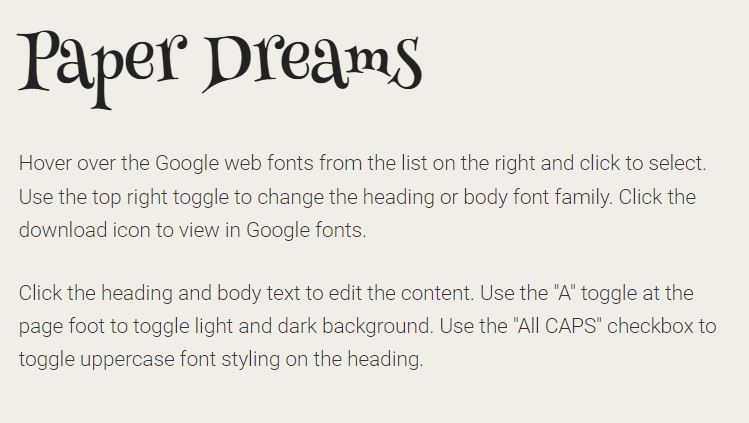 Paper Dreams
Hover over the Google web fonts from the list on the right and click to select.
Use the top right toggle to change the heading or body font family. Click the
download icon to view in Google fonts.
Click the heading and body text to edit the content. Use the "A" toggle at the
page foot to toggle light and dark background. Use the "All CAPS" checkbox to
toggle uppercase font styling on the heading.